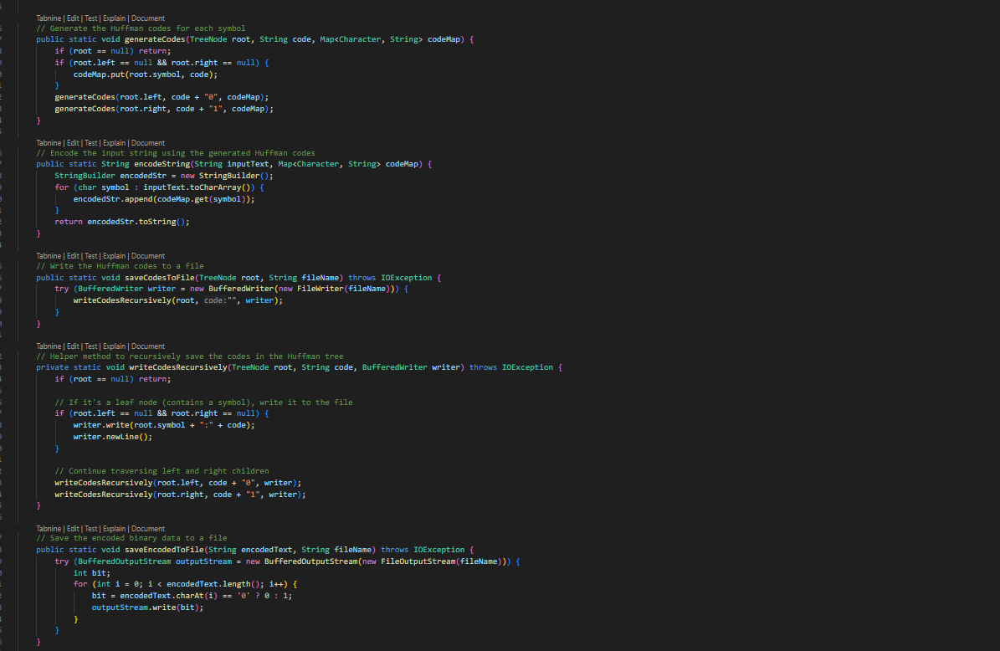 Tabnine | Edit | Test | Explain | Document
// Generate the Huffman codes for each symbol
public static void generateCodes(TreeNode root, String code, Map<Character, String> codeMap) {
if (root == null) return;
if (root.left == null && root.right == null) {
codeMap.put(root.symbol, code);
}
generateCodes(root.left, code + "0", codeMap);
generateCodes(root.right, code + "1", codeMap);
}
Tabnine | Edit | Test | Explain | Document
// Encode the input string using the generated Huffman codes
public static String encodeString(String inputText, Map<Character, String> codeMap) {
StringBuilder encodedStr = new StringBuilder();
for (char symbol : inputText.toCharArray()) {
encodedStr.append(codeMap.get(symbol));
}
return encodedStr.toString();
}
Tabnine | Edit | Test | Explain | Document
// Write the Huffman codes to a file
public static void saveCodesToFile(TreeNode root, String fileName) throws IOException {
try (BufferedWriter writer = new BufferedWriter(new FileWriter(fileName))) {
writeCodesRecursively(root, code:"", writer);
}
}
Tabnine | Edit | Test | Explain | Document
// Helper method to recursively save the codes in the Huffman tree
private static void writeCodesRecursively(TreeNode root, String code, BufferedWriter writer) throws IOException {
if (root == null) return;
// If it's a leaf node (contains a symbol), write it to the file
if (root.left == null && root.right == null) {
writer.write(root.symbol + ":" + code);
writer.newLine();
}
// Continue traversing left and right children
writeCodesRecursively(root.left, code + "0", writer);
writeCodesRecursively(root.right, code + "1", writer);
}
Tabnine | Edit | Test | Explain | Document
// Save the encoded binary data to a file
public static void saveEncodedToFile(String encodedText, String fileName) throws IOException {
try (BufferedOutputStream outputStream = new BufferedOutputStream(new FileOutputStream(fileName))) {
int bit;
for (int i = 0; i < encodedText.length(); i++) {
bit = encodedText.charAt(i) == '0' ? 0 : 1;
outputStream.write(bit);
}
}
}